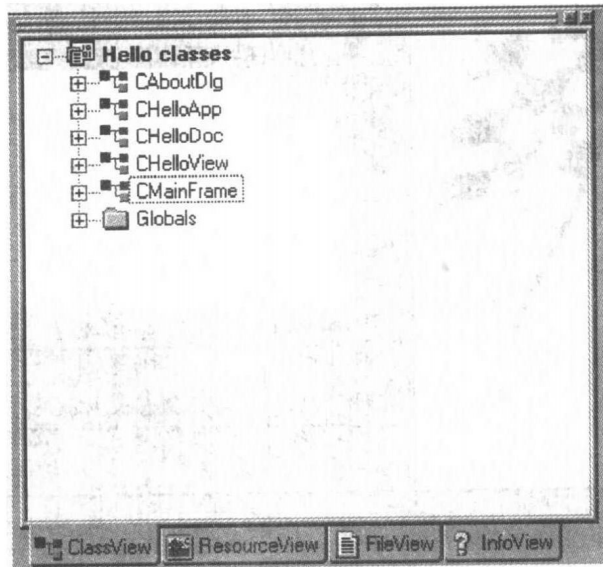 Hello classes
CAboutDlg
CHelloApp
CHelloDoc
CHelloView
CMainFrame
Globals
ClassView ResourceView FileView InfoView